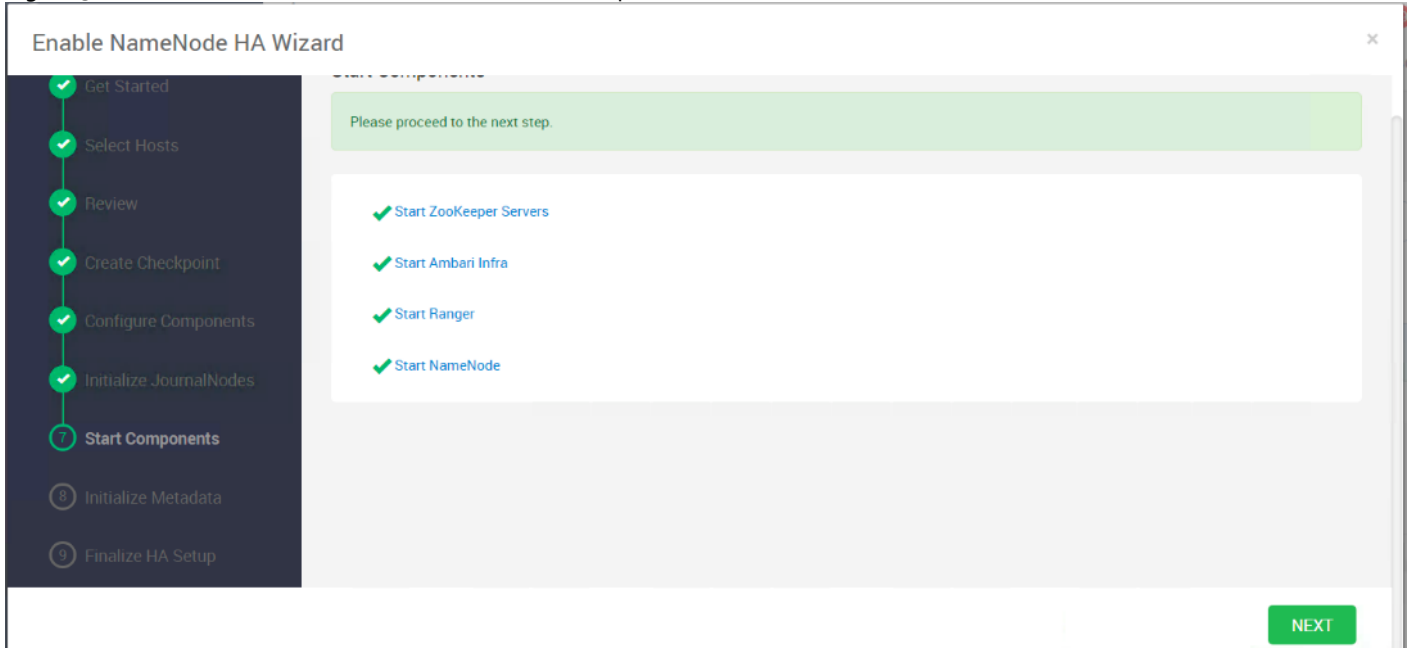 Enable NameNode HA Wizard
×
Get Started
Select Hosts
Review
Create Checkpoint
Configure Components
Initialize JournalNodes
7 Start Components
8 Initialize Metadata
9 Finalize HA Setup
Start Components
Please proceed to the next step.
Start ZooKeeper Servers
Start Ambari Infra
Start Ranger
Start NameNode
NEXT